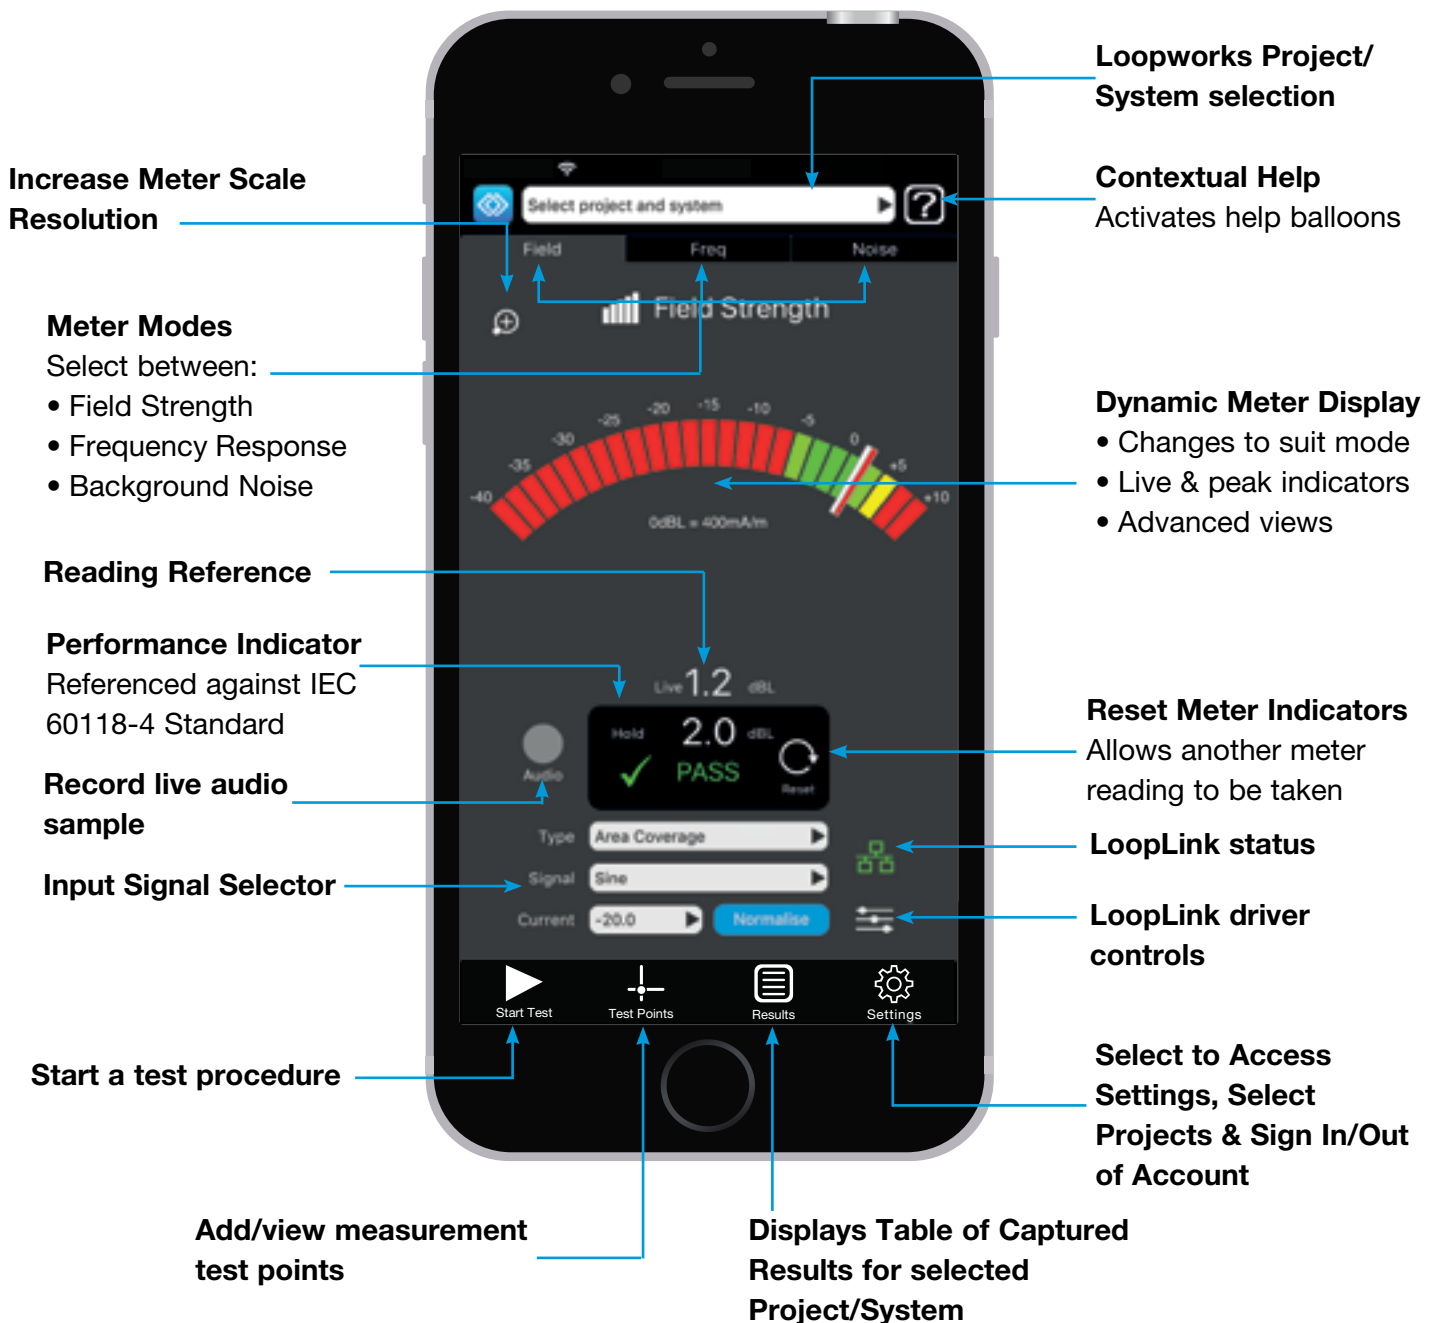 Loopworks Project/
System selection
Increase Meter Scale
Resolution
Contextual Help
Activates help balloons
Select project and system
?
Field
Freq
Noise
Field Strength
Meter Modes
Select between:
• Field Strength
• Frequency Response
• Background Noise
Dynamic Meter Display
• Changes to suit mode
• Live & peak indicators
• Advanced views
-40
-35
-30
-25
-20
-15
-10
-5
0
+5
+10
0dBL = 400mA/m
Reading Reference
Performance Indicator
Referenced against IEC
60118-4 Standard
Live 1.2 dBL
Hold 2.0 dBL
PASS
Reset
Audio
Reset Meter Indicators
Allows another meter
reading to be taken
Record live audio
sample
Type Area Coverage
LoopLink status
Input Signal Selector
Signal Sine
Current -20.0 Normalise
LoopLink driver
controls
Start Test
Test Points
Results
Settings
Start a test procedure
Select to Access
Settings, Select
Projects & Sign In/Out
of Account
Add/view measurement
test points
Displays Table of Captured
Results for selected
Project/System